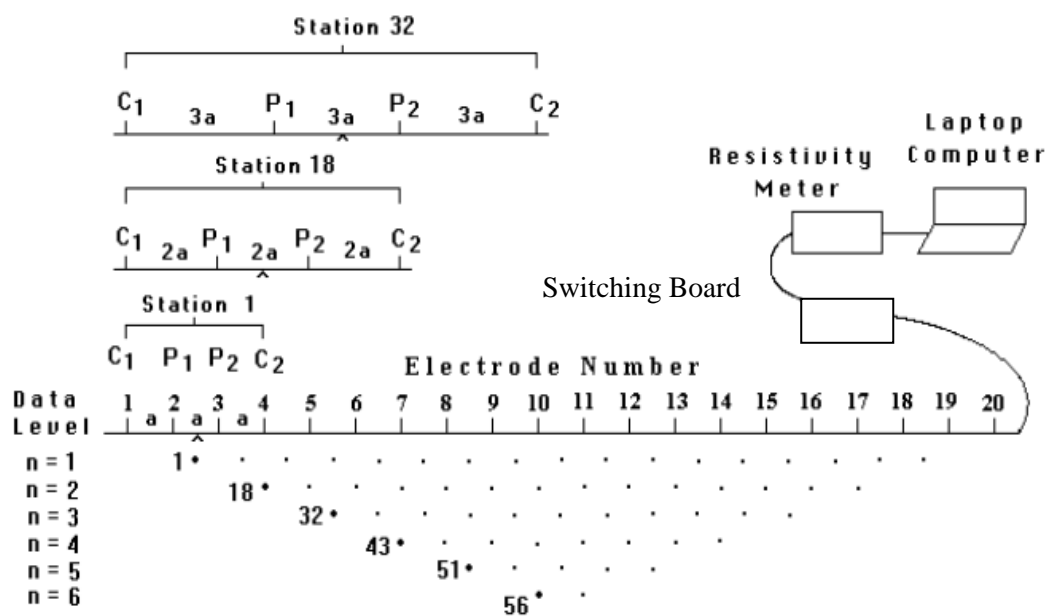 Station 32
C1 3a P1 3a P2 3a C2
Station 18
C1 2a P1 2a P2 2a C2
Station 1
C1 P1 P2 C2
Resistivity
Meter
Laptop
Computer
Switching Board
Electrode Number
Data
Level
1 2 3 4 5 6 7 8 9 10 11 12 13 14 15 16 17 18 19 20
a a a
n = 1 1
n = 2 18
n = 3 32
n = 4 43
n = 5 51
n = 6 56